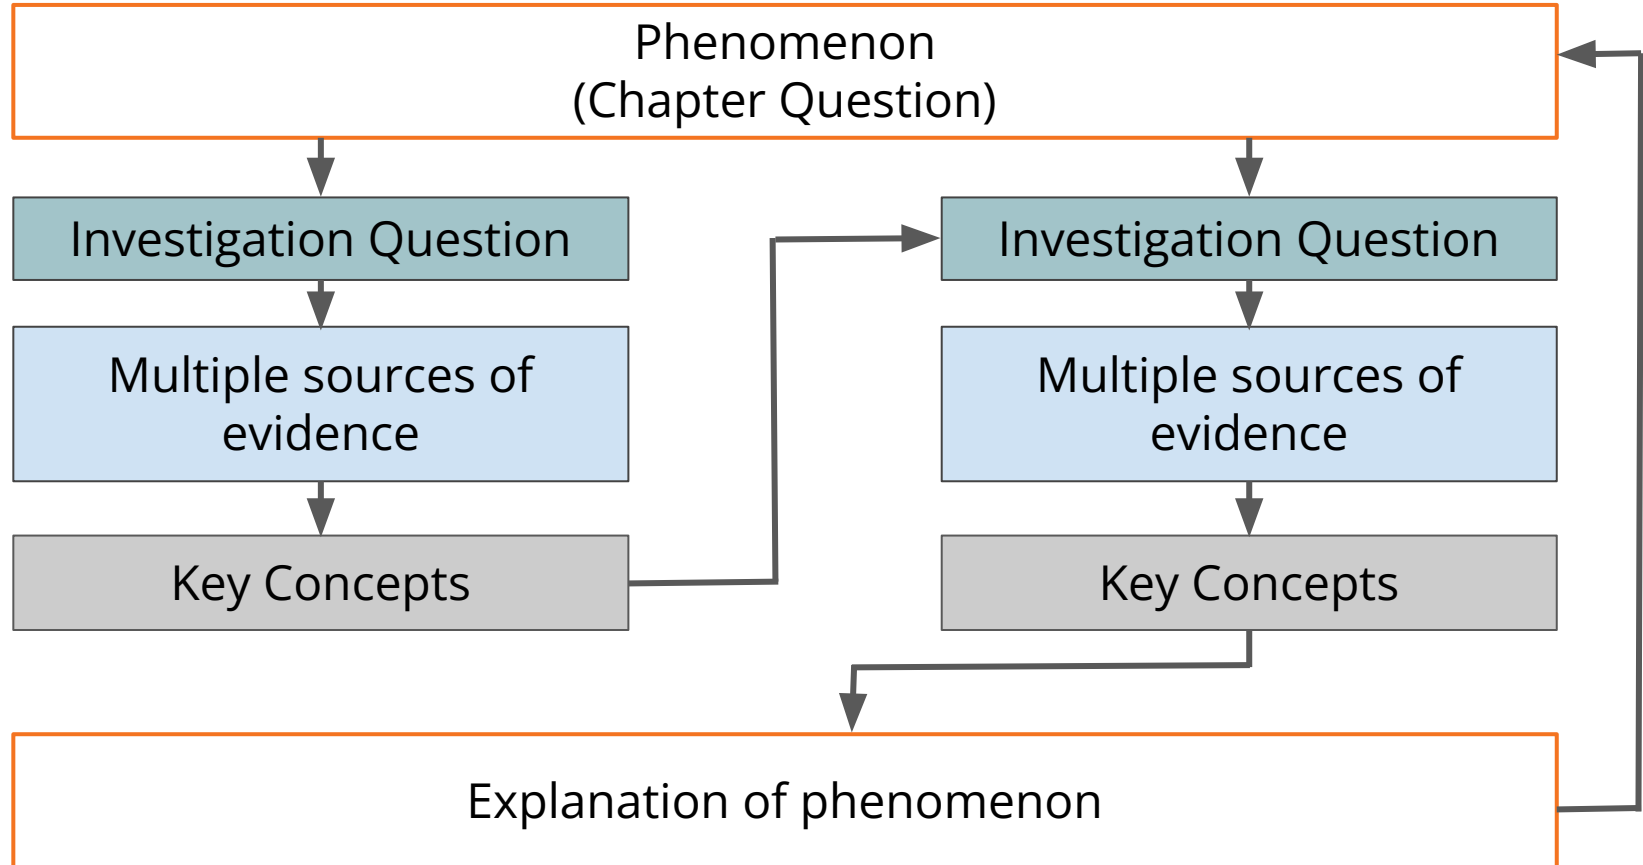 Phenomenon
(Chapter Question)
Investigation Question
Multiple sources of
evidence
Key Concepts
Investigation Question
Multiple sources of
evidence
Key Concepts
Explanation of phenomenon